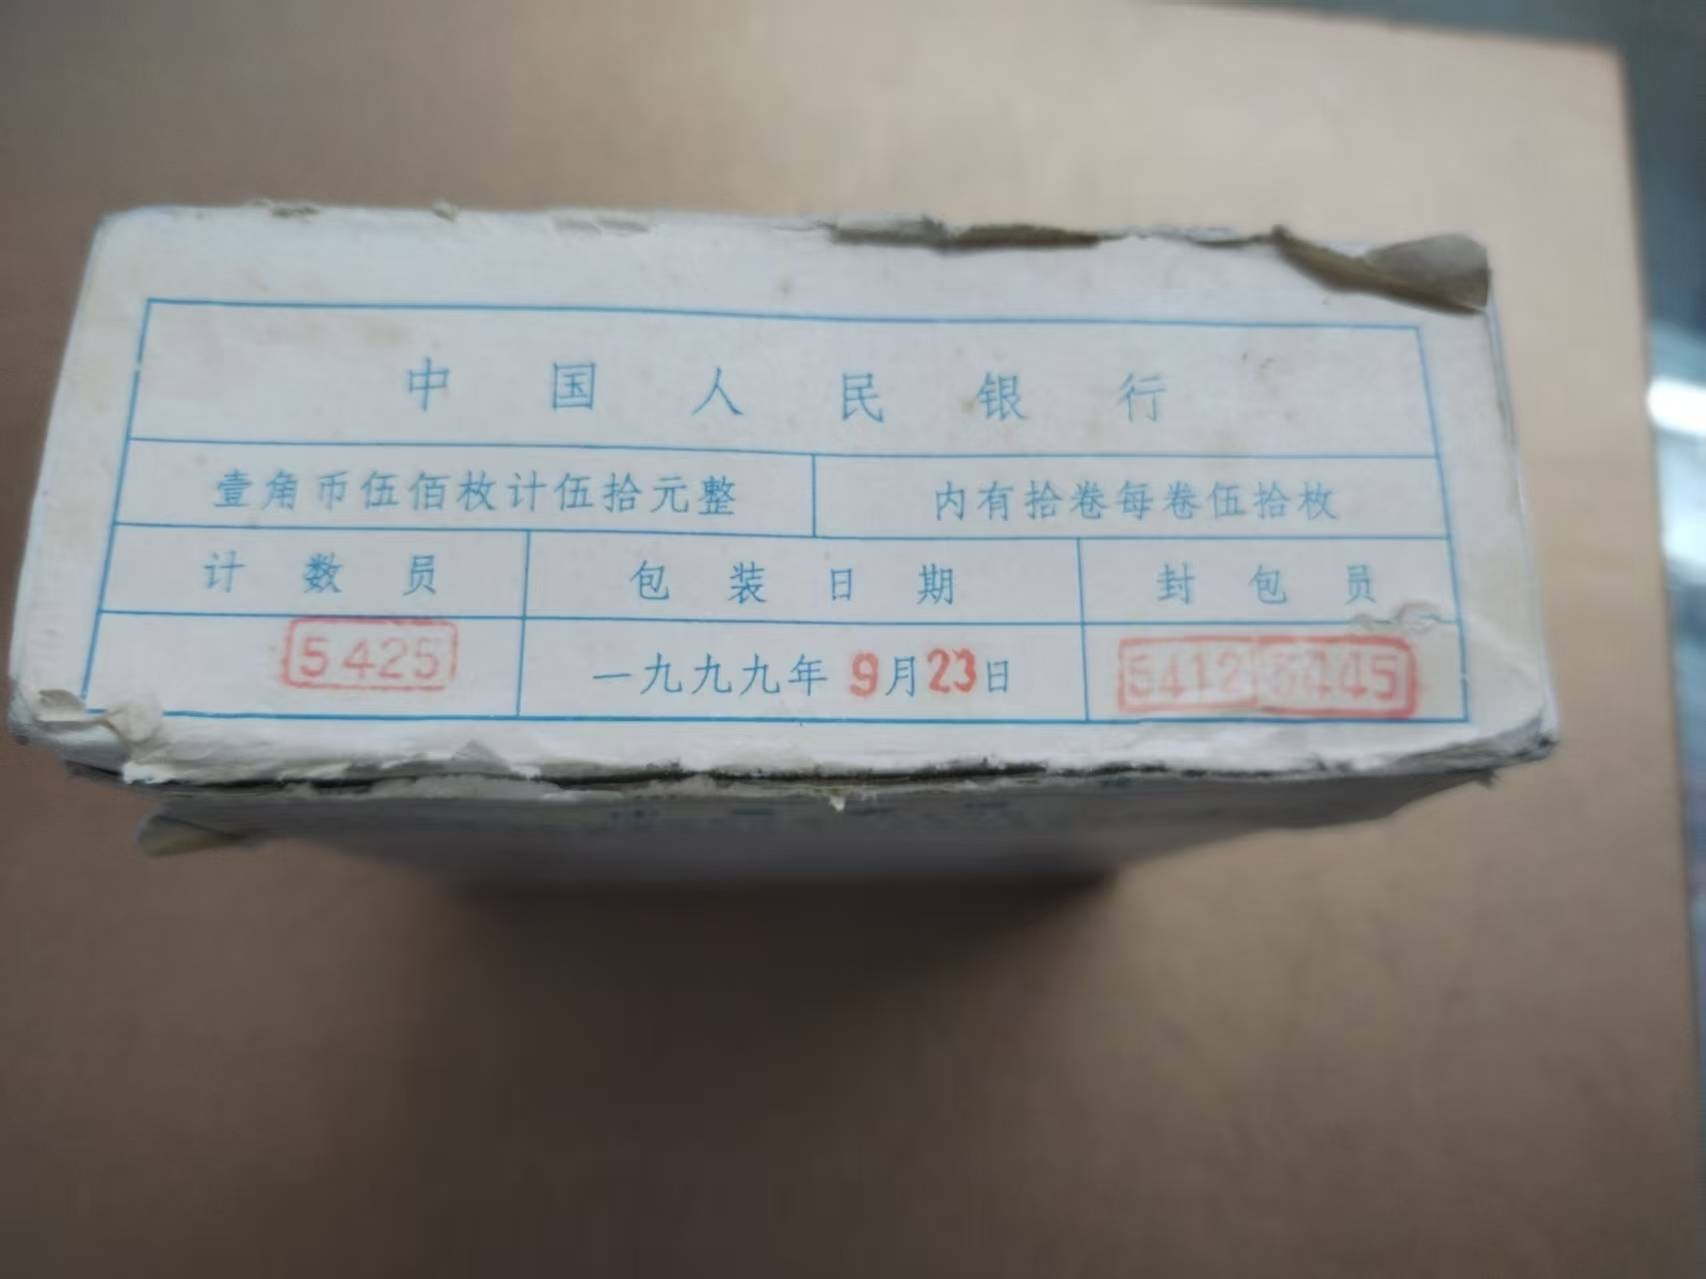 中国人民银行
壹角币伍佰枚计伍拾元整 内有拾卷每卷伍拾枚
计数员 包装日期 封包员
5425 一九九九年9月23日 5412 5445